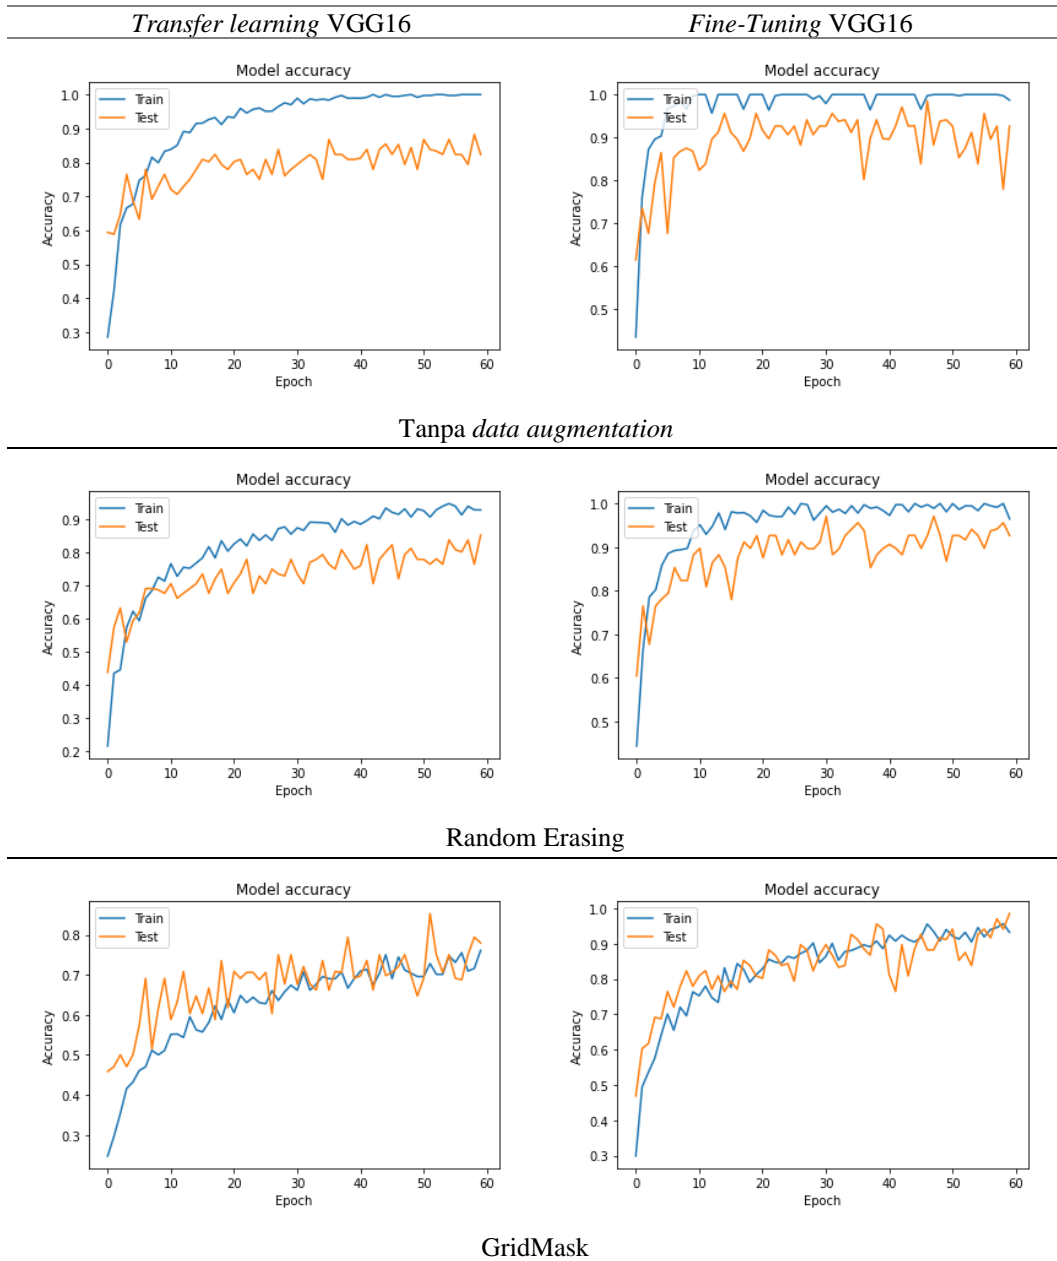 Transfer learning VGG16 Fine-Tuning VGG16
Model accuracy
Train
Test
Accuracy
1.0
0.9
0.8
0.7
0.6
0.5
0.4
0.3
0 10 20 30 40 50 60
Epoch
Model accuracy
Train
Test
Accuracy
1.0
0.9
0.8
0.7
0.6
0.5
0 10 20 30 40 50 60
Epoch
Tanpa data augmentation
Model accuracy
Train
Test
Accuracy
0.9
0.8
0.7
0.6
0.5
0.4
0.3
0.2
0 10 20 30 40 50 60
Epoch
Model accuracy
Train
Test
Accuracy
1.0
0.9
0.8
0.7
0.6
0.5
0 10 20 30 40 50 60
Epoch
Random Erasing
Model accuracy
Train
Test
Accuracy
0.8
0.7
0.6
0.5
0.4
0.3
0 10 20 30 40 50 60
Epoch
Model accuracy
Train
Test
Accuracy
1.0
0.9
0.8
0.7
0.6
0.5
0.4
0.3
0 10 20 30 40 50 60
Epoch
GridMask